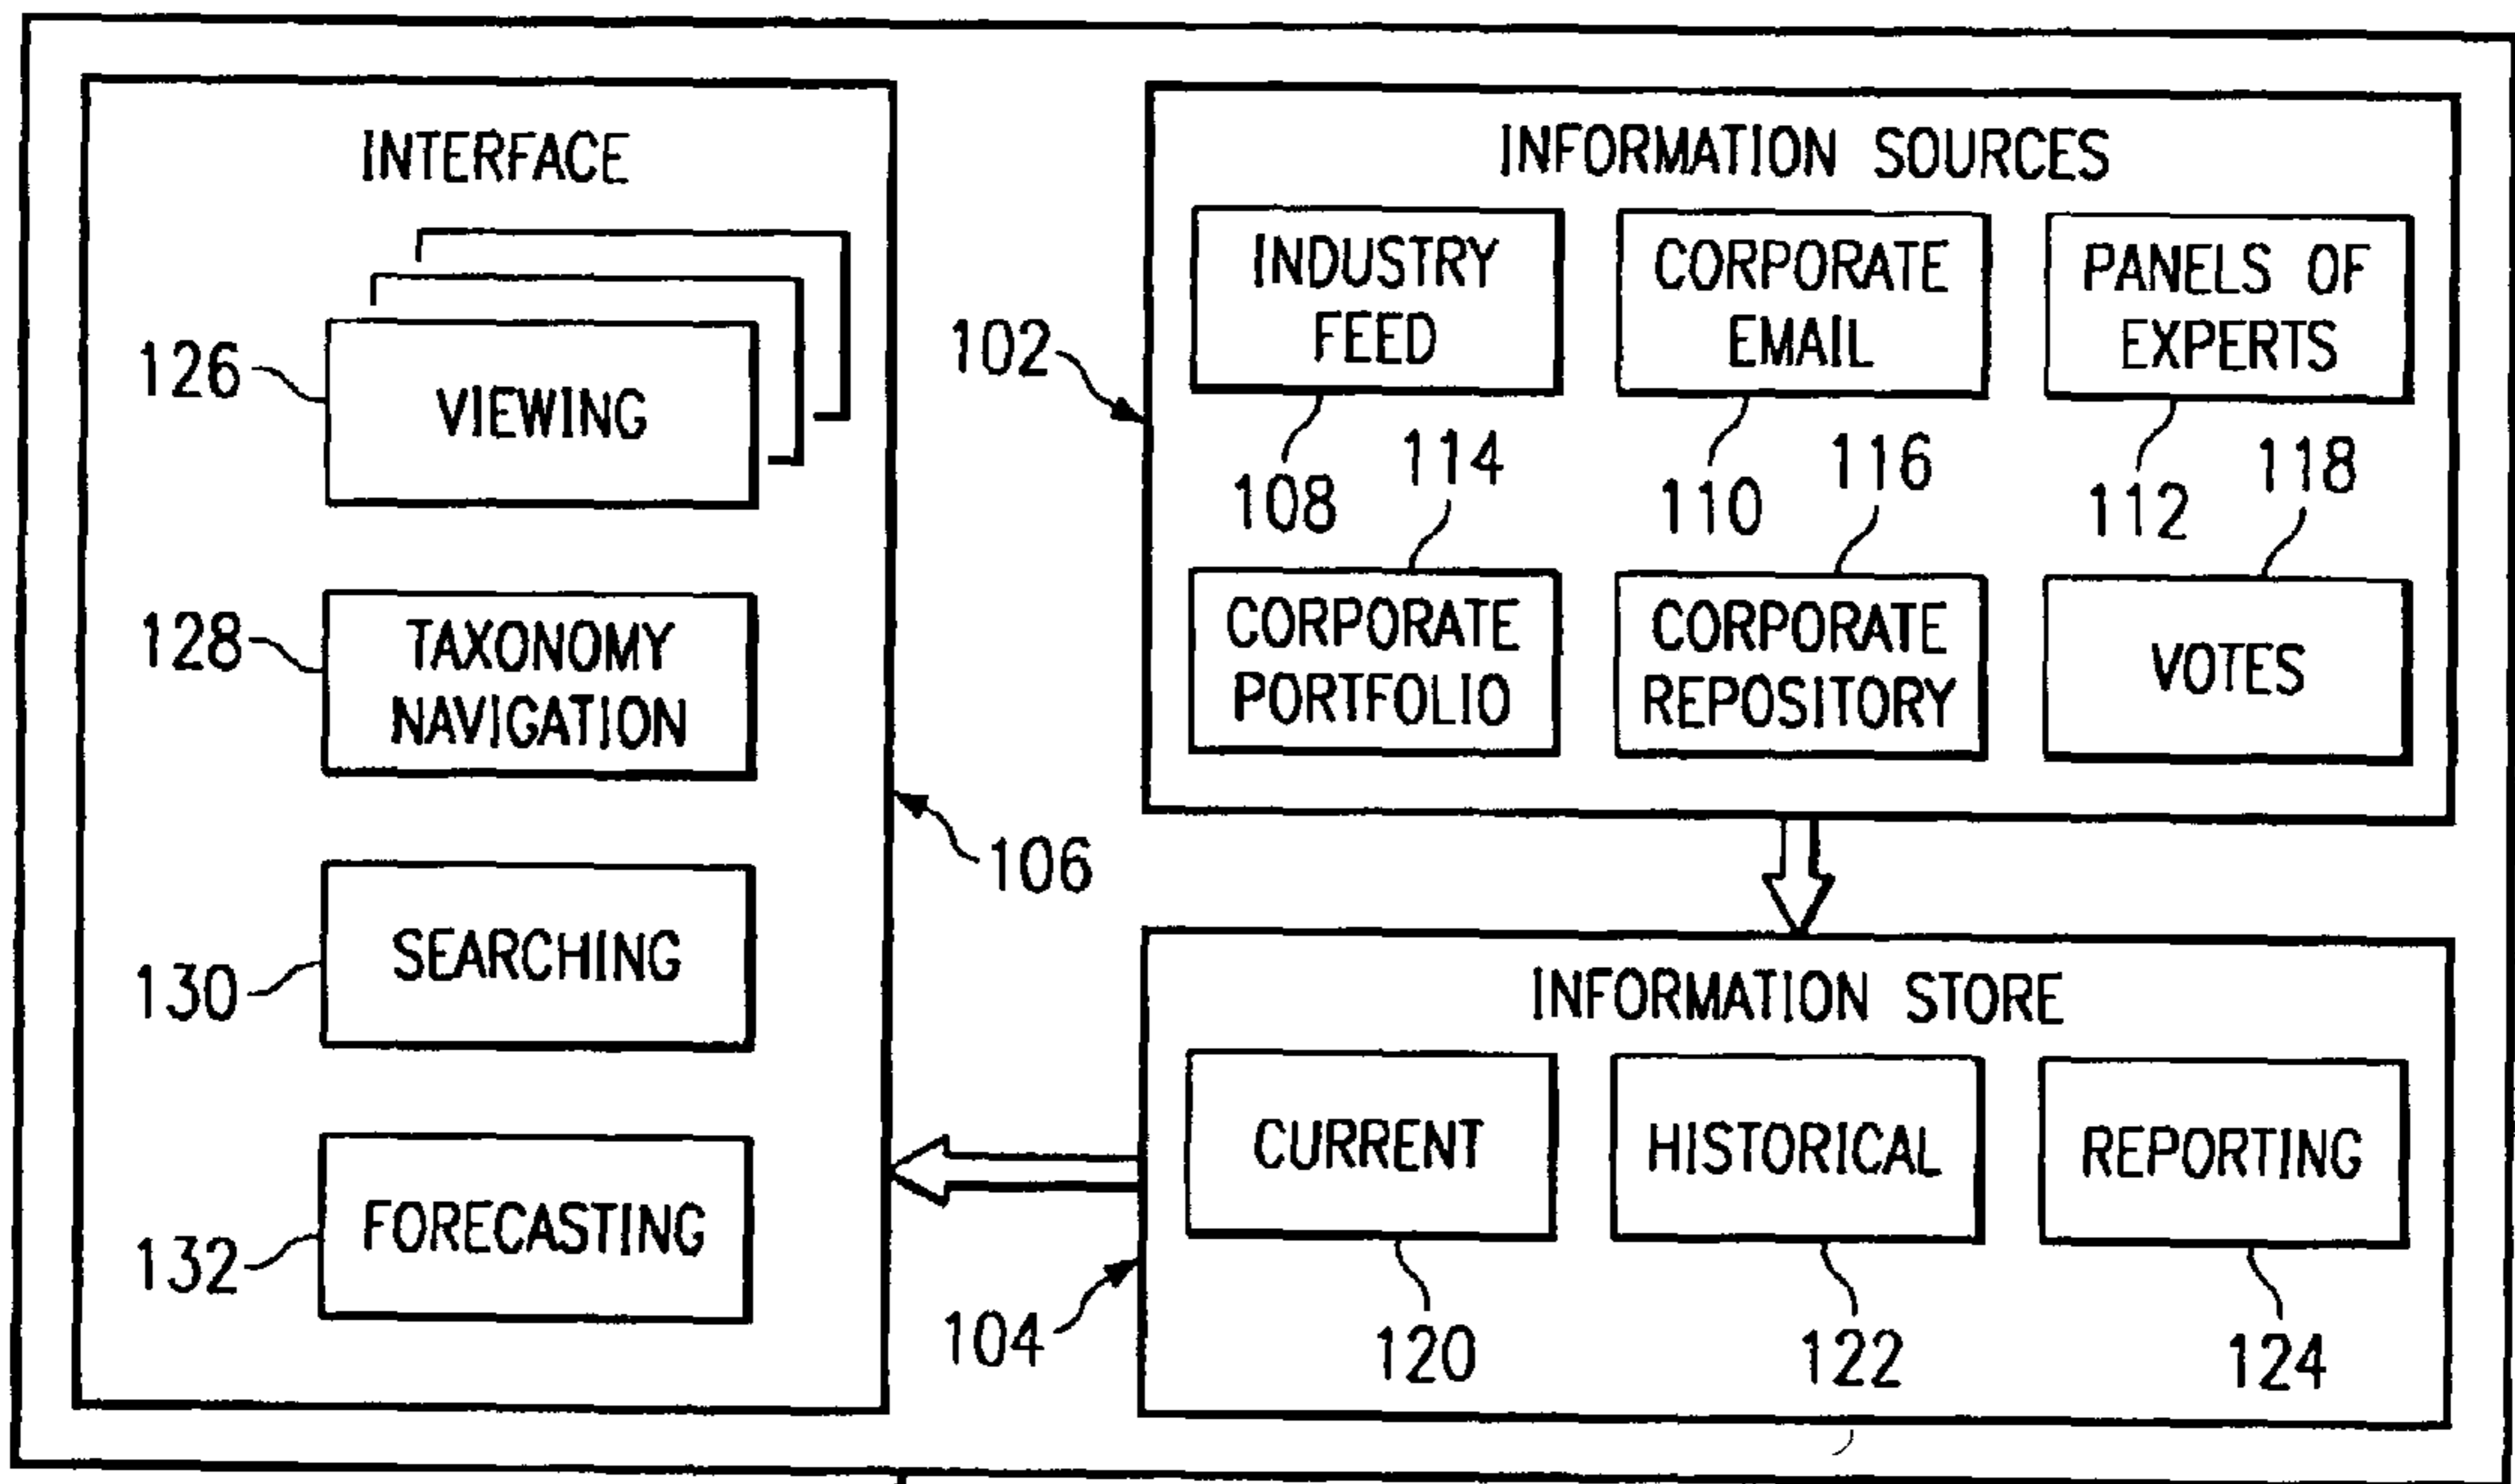 INTERFACE
126
VIEWING
128
TAXONOMY
NAVIGATION
106
130
SEARCHING
132
FORECASTING
INFORMATION SOURCES
102
INDUSTRY
FEED
108
CORPORATE
EMAIL
110
PANELS OF
EXPERTS
112
114
CORPORATE
PORTFOLIO
116
CORPORATE
REPOSITORY
118
VOTES
INFORMATION STORE
104
CURRENT
120
HISTORICAL
122
REPORTING
124